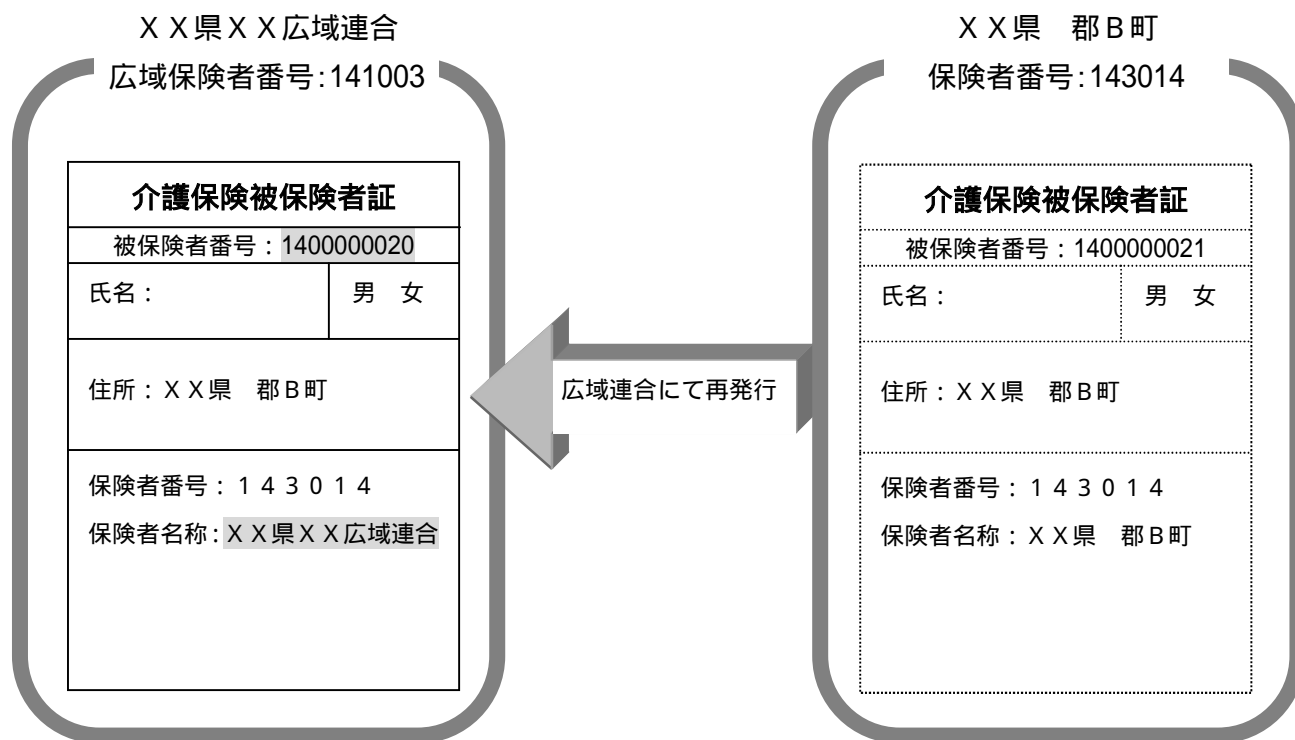 ＸＸ県ＸＸ広域連合
広域保険者番号:141003
介護保険被保険者証
被保険者番号：1400000020
氏名：
男　女
住所：ＸＸ県　郡Ｂ町
保険者番号：１４３０１４
保険者名称：ＸＸ県ＸＸ広域連合
広域連合にて再発行
ＸＸ県　郡Ｂ町
保険者番号:143014
介護保険被保険者証
被保険者番号：1400000021
氏名：
男　女
住所：ＸＸ県　郡Ｂ町
保険者番号：１４３０１４
保険者名称：ＸＸ県　郡Ｂ町